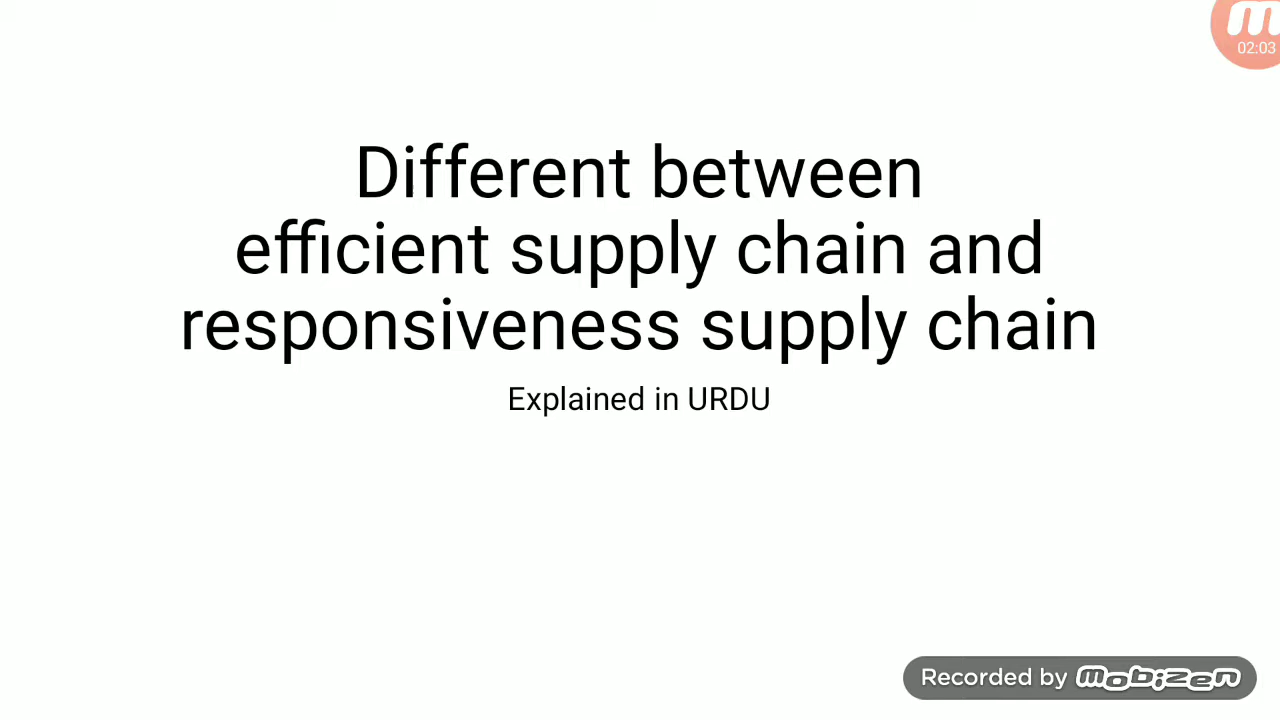 02:03
Different between
efficient supply chain and
responsiveness supply chain
Explained in URDU
Recorded by mobizen